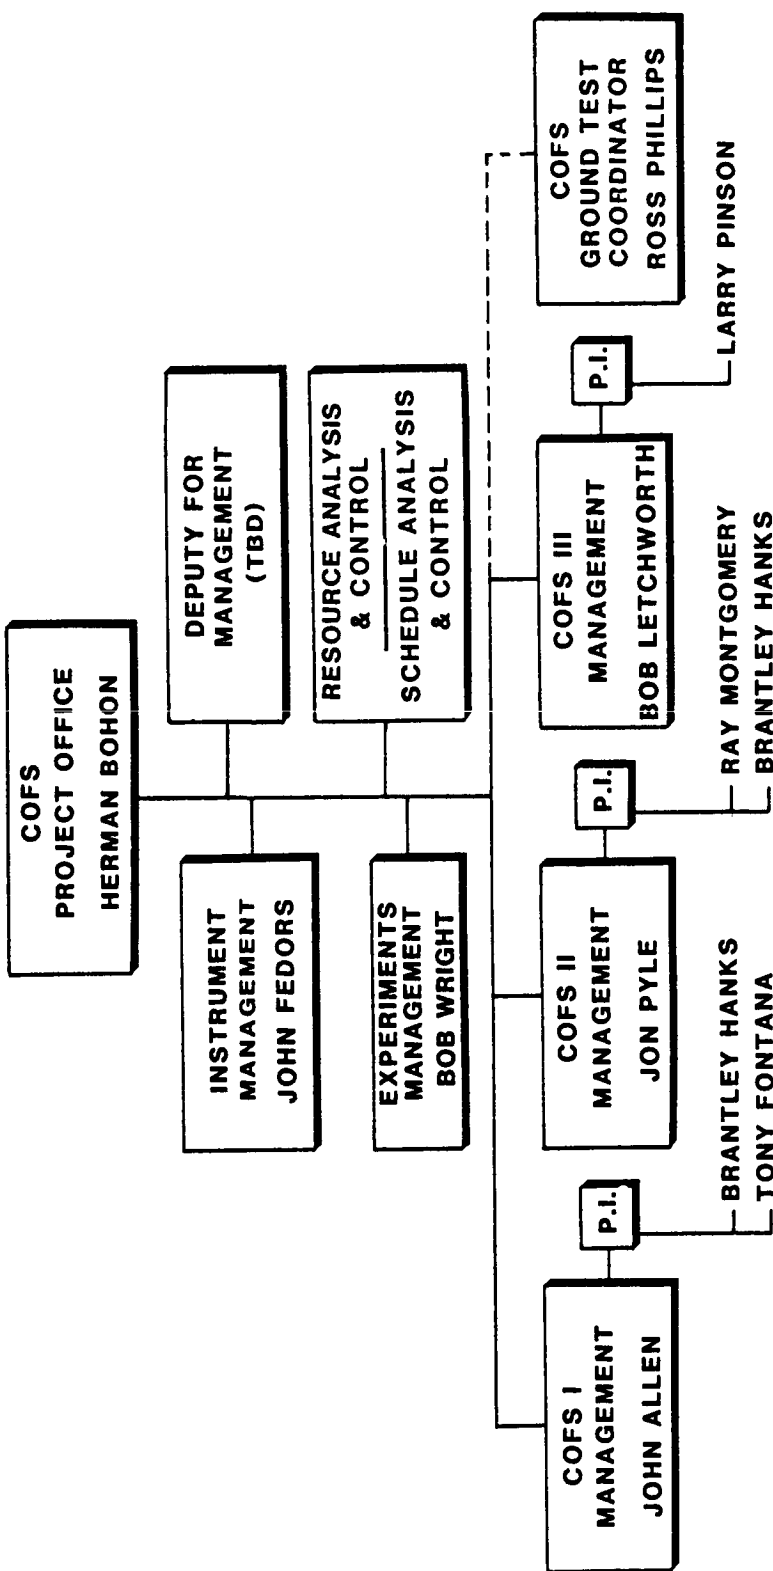 COFS
PROJECT OFFICE
HERMAN BOHON
INSTRUMENT
MANAGEMENT
JOHN FEDORS
DEPUTY FOR
MANAGEMENT
(TBD)
EXPERIMENTS
MANAGEMENT
BOB WRIGHT
RESOURCE ANALYSIS
& CONTROL
SCHEDULE ANALYSIS
& CONTROL
COFS I
MANAGEMENT
JOHN ALLEN
P.I.
BRANTLEY HANKS
TONY FONTANA
COFS II
MANAGEMENT
JON PYLE
P.I.
RAY MONTGOMERY
BRANTLEY HANKS
COFS III
MANAGEMENT
BOB LETCHWORTH
P.I.
LARRY PINSON
COFS
GROUND TEST
COORDINATOR
ROSS PHILLIPS